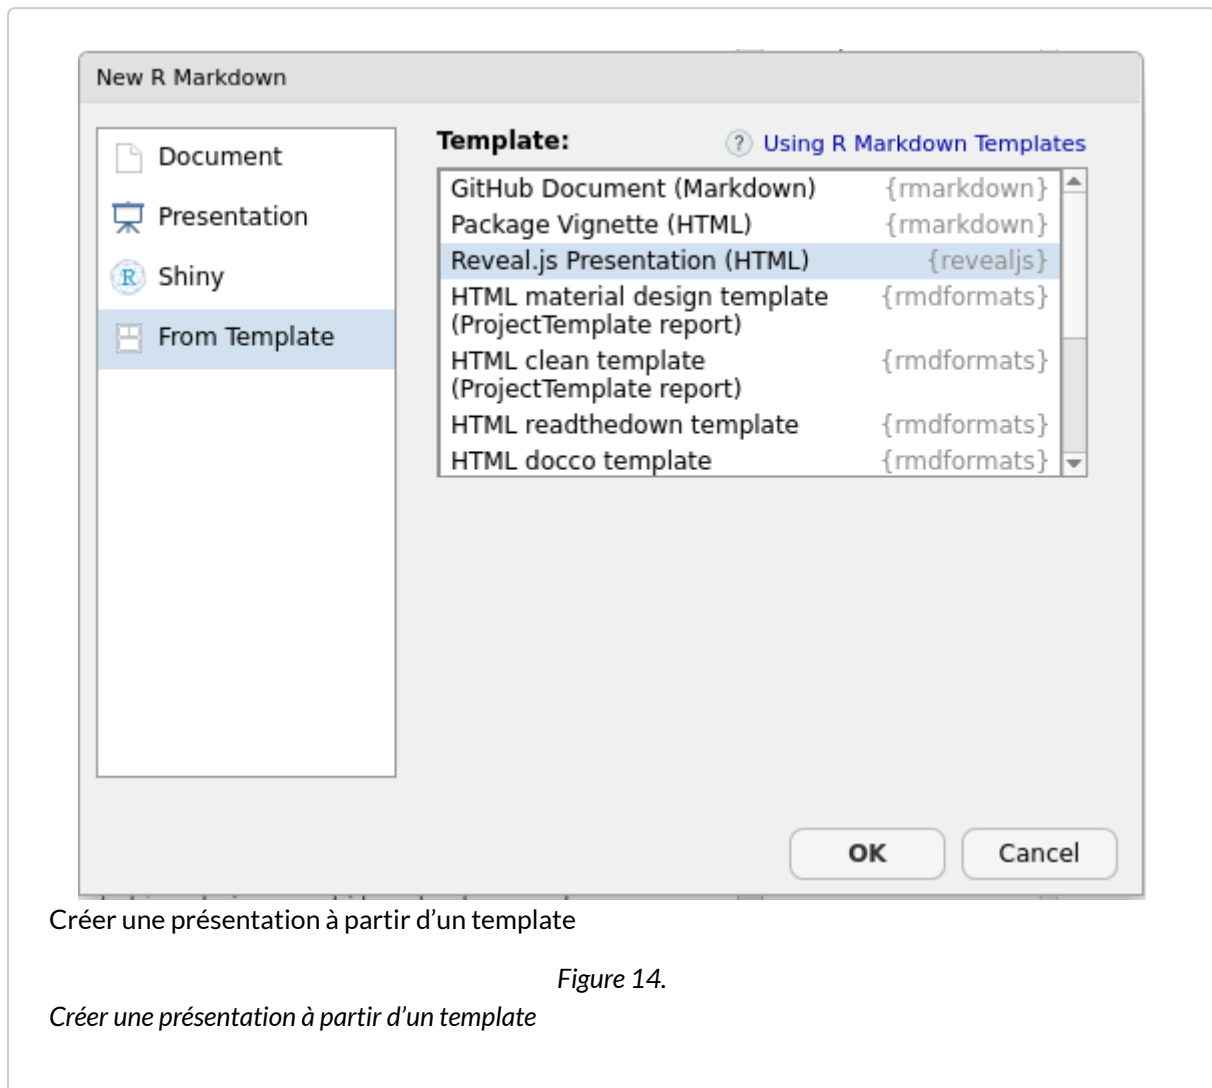 New R Markdown
Document
Presentation
Shiny
From Template
Template:
? Using R Markdown Templates
GitHub Document (Markdown) {rmarkdown}
Package Vignette (HTML) {rmarkdown}
Reveal.js Presentation (HTML) {revealjs}
HTML material design template {rmdformats}
(ProjectTemplate report)
HTML clean template {rmdformats}
(ProjectTemplate report)
HTML readthedown template {rmdformats}
HTML docco template {rmdformats}
OK Cancel
Créer une présentation à partir d’un template
Figure 14.
Créer une présentation à partir d’un template